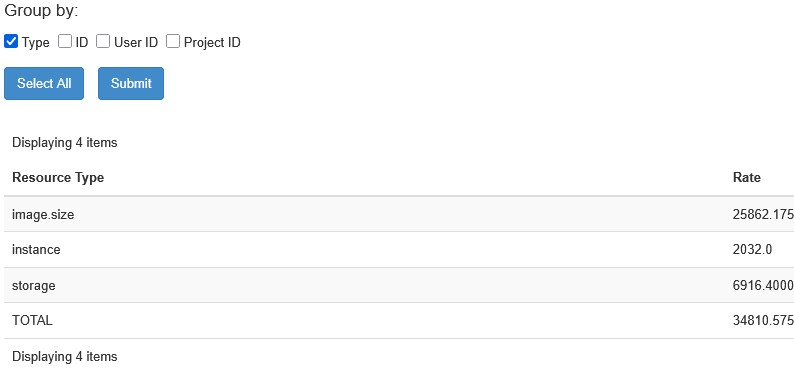 Group by:
Type ID User ID Project ID
Select All Submit
Displaying 4 items
Resource Type Rate
image.size 25862.175
instance 2032.0
storage 6916.4000
TOTAL 34810.575
Displaying 4 items